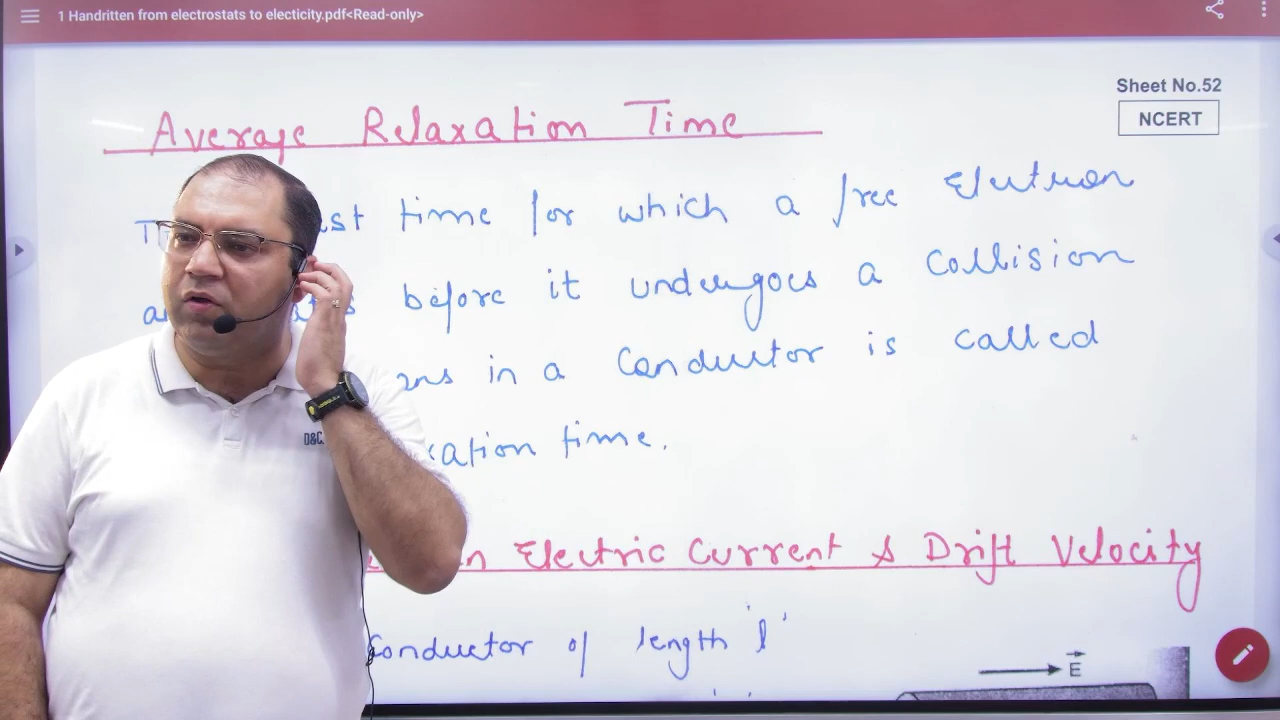 1 Handritten from electrostats to electicity.pdf<Read-only>
Sheet No.52
NCERT
Average Relaxation Time
time for which a free Electron
before it undergoes a Collision
in a Conductor is called
time.
Electric Current & Drift Velocity
Conductor of length 'l'
E
D&C